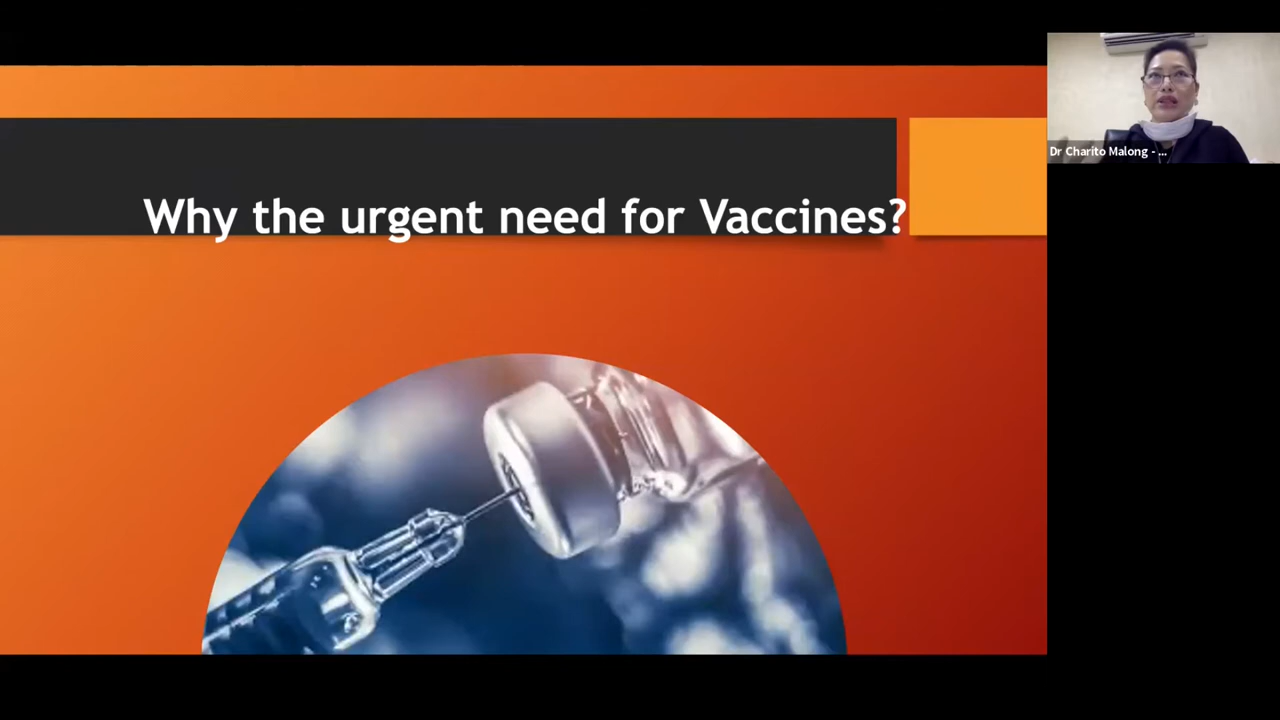 Why the urgent need for Vaccines?
Dr Charito Malong - ...